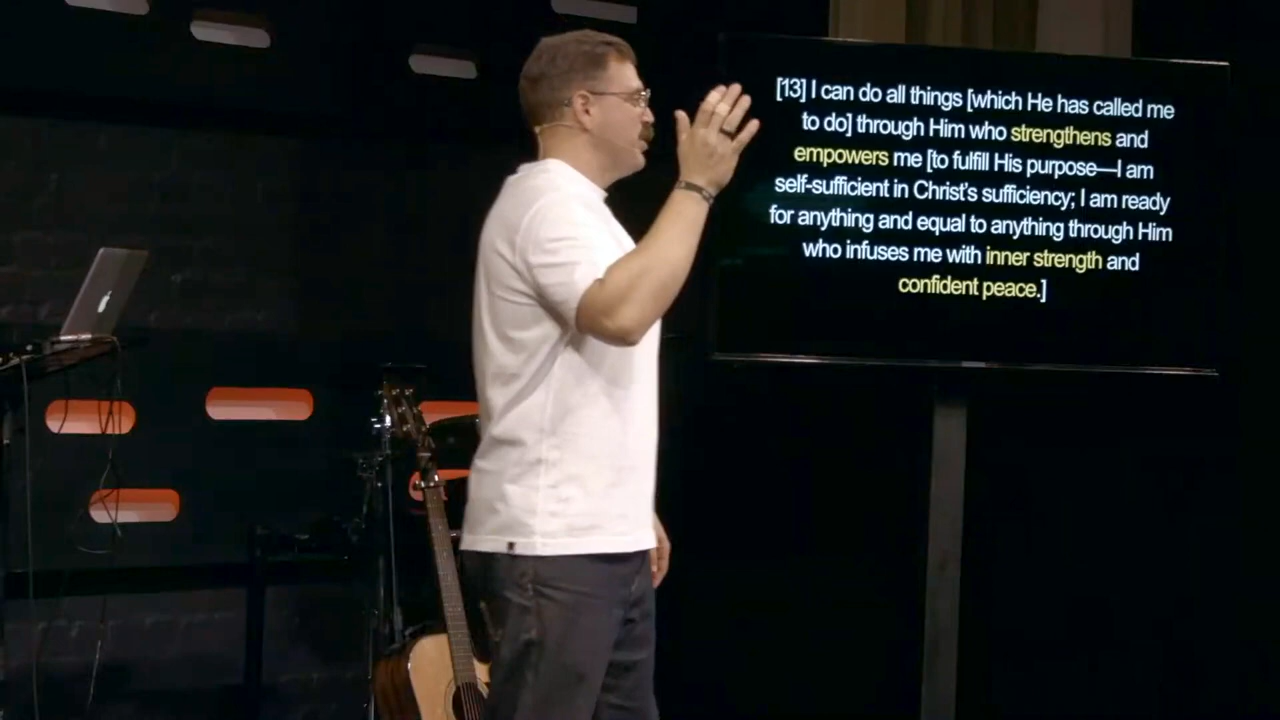 [13] I can do all things [which He has called me
to do] through Him who strengthens and
empowers me [to fulfill His purpose—I am
self-sufficient in Christ's sufficiency; I am ready
for anything and equal to anything through Him
who infuses me with inner strength and
confident peace.]